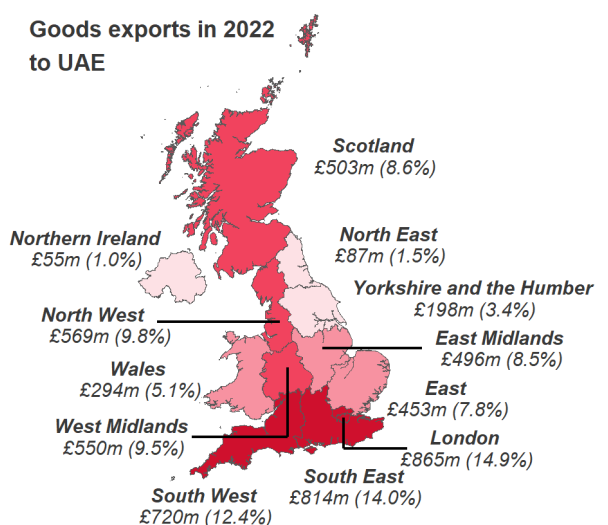 Goods exports in 2022
to UAE
Scotland
£503m (8.6%)
Northern Ireland
£55m (1.0%)
North East
£87m (1.5%)
Yorkshire and the Humber
£198m (3.4%)
North West
£569m (9.8%)
East Midlands
£496m (8.5%)
Wales
£294m (5.1%)
East
£453m (7.8%)
West Midlands
£550m (9.5%)
London
£865m (14.9%)
South East
£814m (14.0%)
South West
£720m (12.4%)